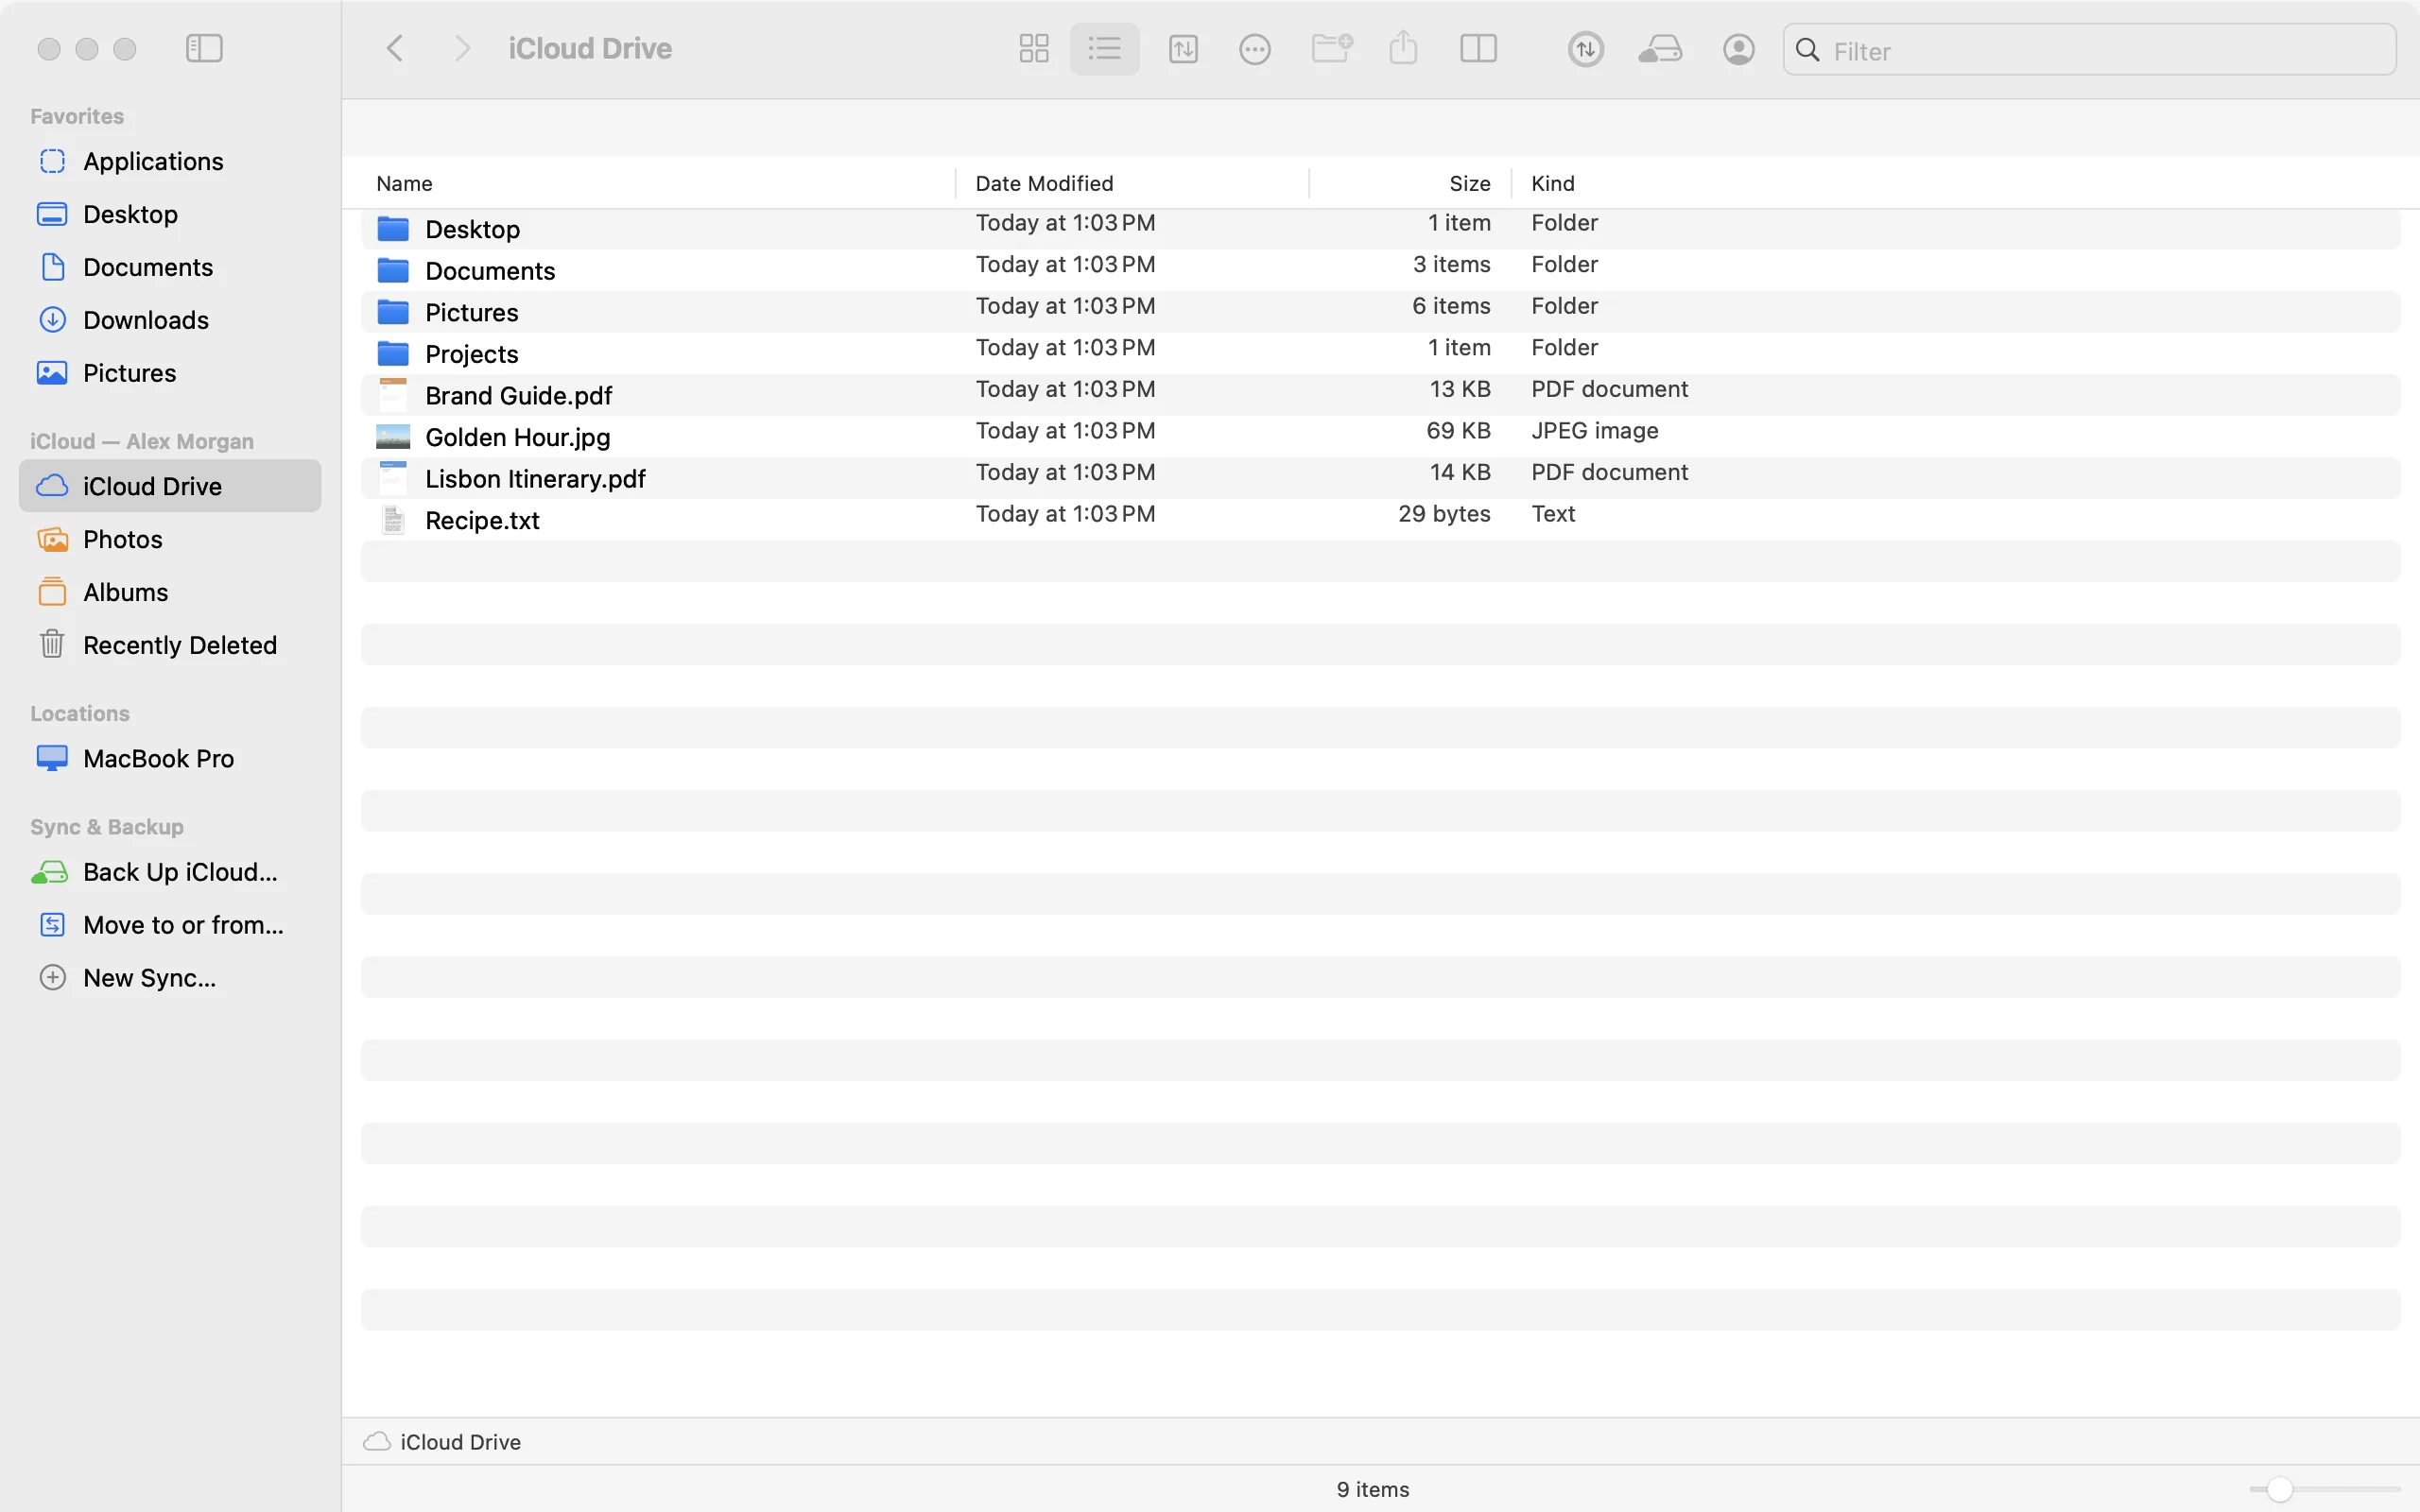 iCloud Drive
Filter
Favorites
Applications
Desktop
Documents
Downloads
Pictures
iCloud — Alex Morgan
iCloud Drive
Photos
Albums
Recently Deleted
Locations
MacBook Pro
Sync & Backup
Back Up iCloud...
Move to or from...
New Sync...
Name Date Modified Size Kind
Desktop Today at 1:03 PM 1 item Folder
Documents Today at 1:03 PM 3 items Folder
Pictures Today at 1:03 PM 6 items Folder
Projects Today at 1:03 PM 1 item Folder
Brand Guide.pdf Today at 1:03 PM 13 KB PDF document
Golden Hour.jpg Today at 1:03 PM 69 KB JPEG image
Lisbon Itinerary.pdf Today at 1:03 PM 14 KB PDF document
Recipe.txt Today at 1:03 PM 29 bytes Text
iCloud Drive
9 items